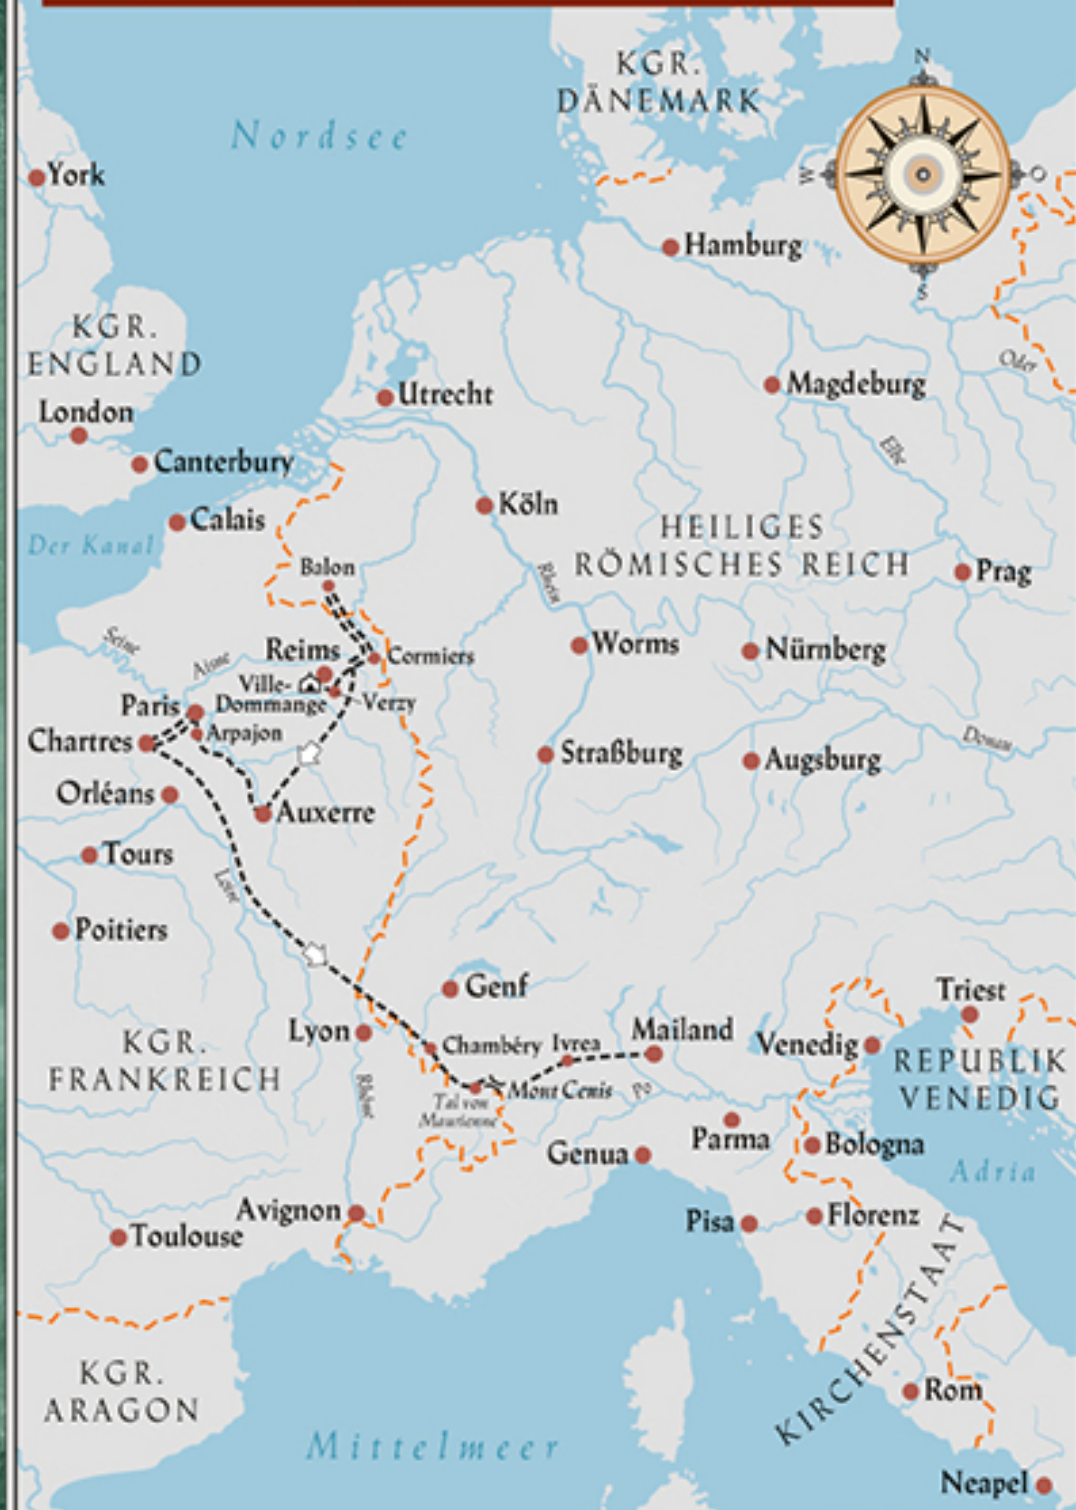 KGR.
DÄNEMARK
N
W
O
S
Nordsee
York
Hamburg
KGR.
ENGLAND
Oder
Magdeburg
Utrecht
London
Elbe
Canterbury
Köln
Calais
HEILIGES
RÖMISCHES REICH
Der Kanal
Balon
Rhein
Prag
Seine
Aisne
Reims
Cormiers
Worms
Nürnberg
Ville-
Dommange
Verzy
Paris
Arpajon
Chartres
Donau
Straßburg
Augsburg
Orléans
Auxerre
Tours
Loire
Poitiers
Genf
Triest
Lyon
Chambéry
Ivrea
Mailand
Venedig
KGR.
FRANKREICH
REPUBLIK
VENEDIG
Rhône
Mont Cenis
Po
Tal von
Maurienne
Parma
Genua
Bologna
Adria
Avignon
Pisa
Florenz
Toulouse
KIRCHENSTAAT
KGR.
ARAGON
Rom
Mittelmeer
Neapel